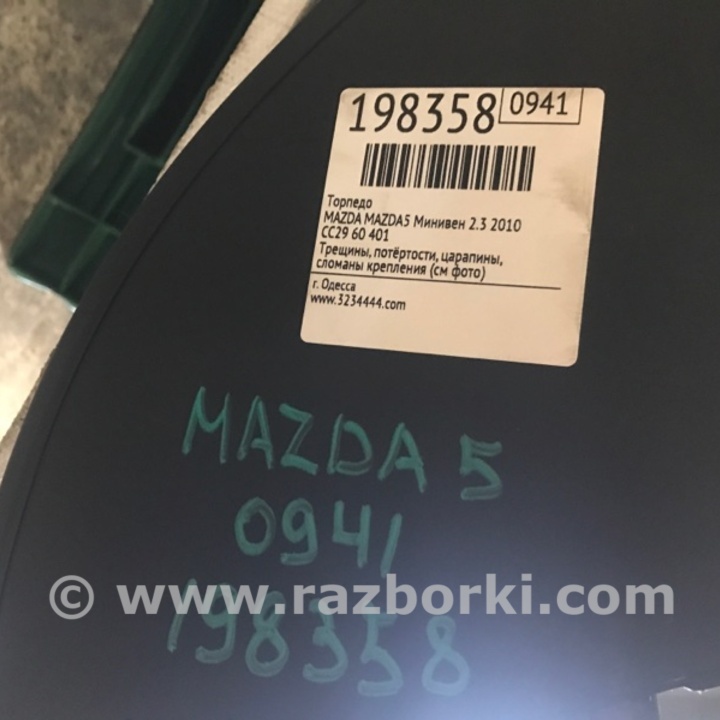 198358 0941
Торпедо
MAZDA MAZDA5 Минивен 2.3 2010
CC29 60 401
Трещины, потёртости, царапины,
сломаны крепления (см фото)
г. Одесса
www.3234444.com
MAZDA 5
0941
© www.razborki.com
198358